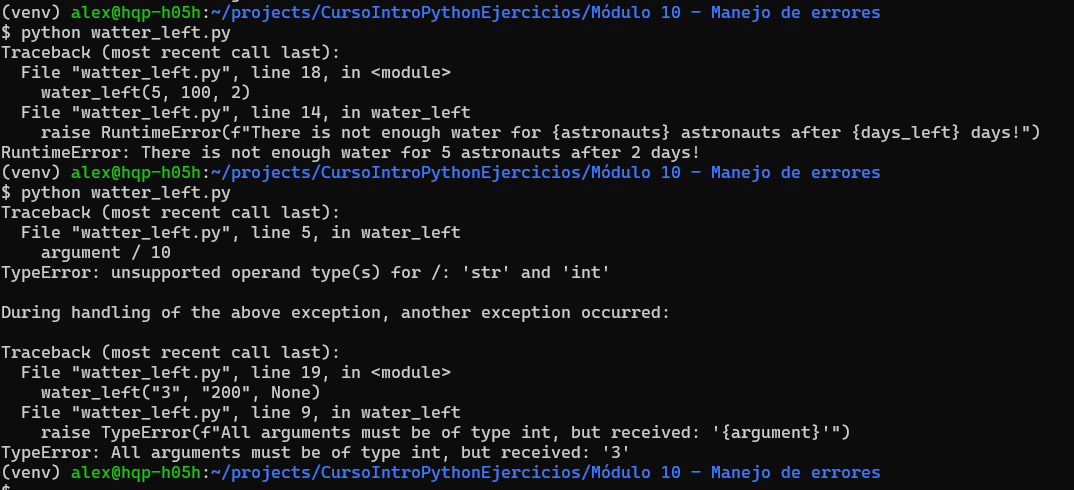 (venv) alex@hqp-h05h:~/projects/CursoIntroPythonEjercicios/Módulo 10 - Manejo de errores
$ python watter_left.py
Traceback (most recent call last):
  File "watter_left.py", line 18, in <module>
    water_left(5, 100, 2)
  File "watter_left.py", line 14, in water_left
    raise RuntimeError(f"There is not enough water for {astronauts} astronauts after {days_left} days!")
RuntimeError: There is not enough water for 5 astronauts after 2 days!
(venv) alex@hqp-h05h:~/projects/CursoIntroPythonEjercicios/Módulo 10 - Manejo de errores
$ python watter_left.py
Traceback (most recent call last):
  File "watter_left.py", line 5, in water_left
    argument / 10
TypeError: unsupported operand type(s) for /: 'str' and 'int'

During handling of the above exception, another exception occurred:

Traceback (most recent call last):
  File "watter_left.py", line 19, in <module>
    water_left("3", "200", None)
  File "watter_left.py", line 9, in water_left
    raise TypeError(f"All arguments must be of type int, but received: '{argument}'")
TypeError: All arguments must be of type int, but received: '3'
(venv) alex@hqp-h05h:~/projects/CursoIntroPythonEjercicios/Módulo 10 - Manejo de errores
$